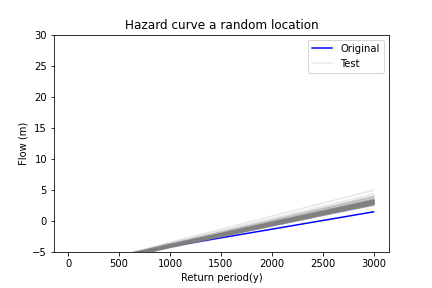 Hazard curve a random location
Original
Test
Flow (m)
30
25
20
15
10
5
0
−5
0 500 1000 1500 2000 2500 3000
Return period(y)